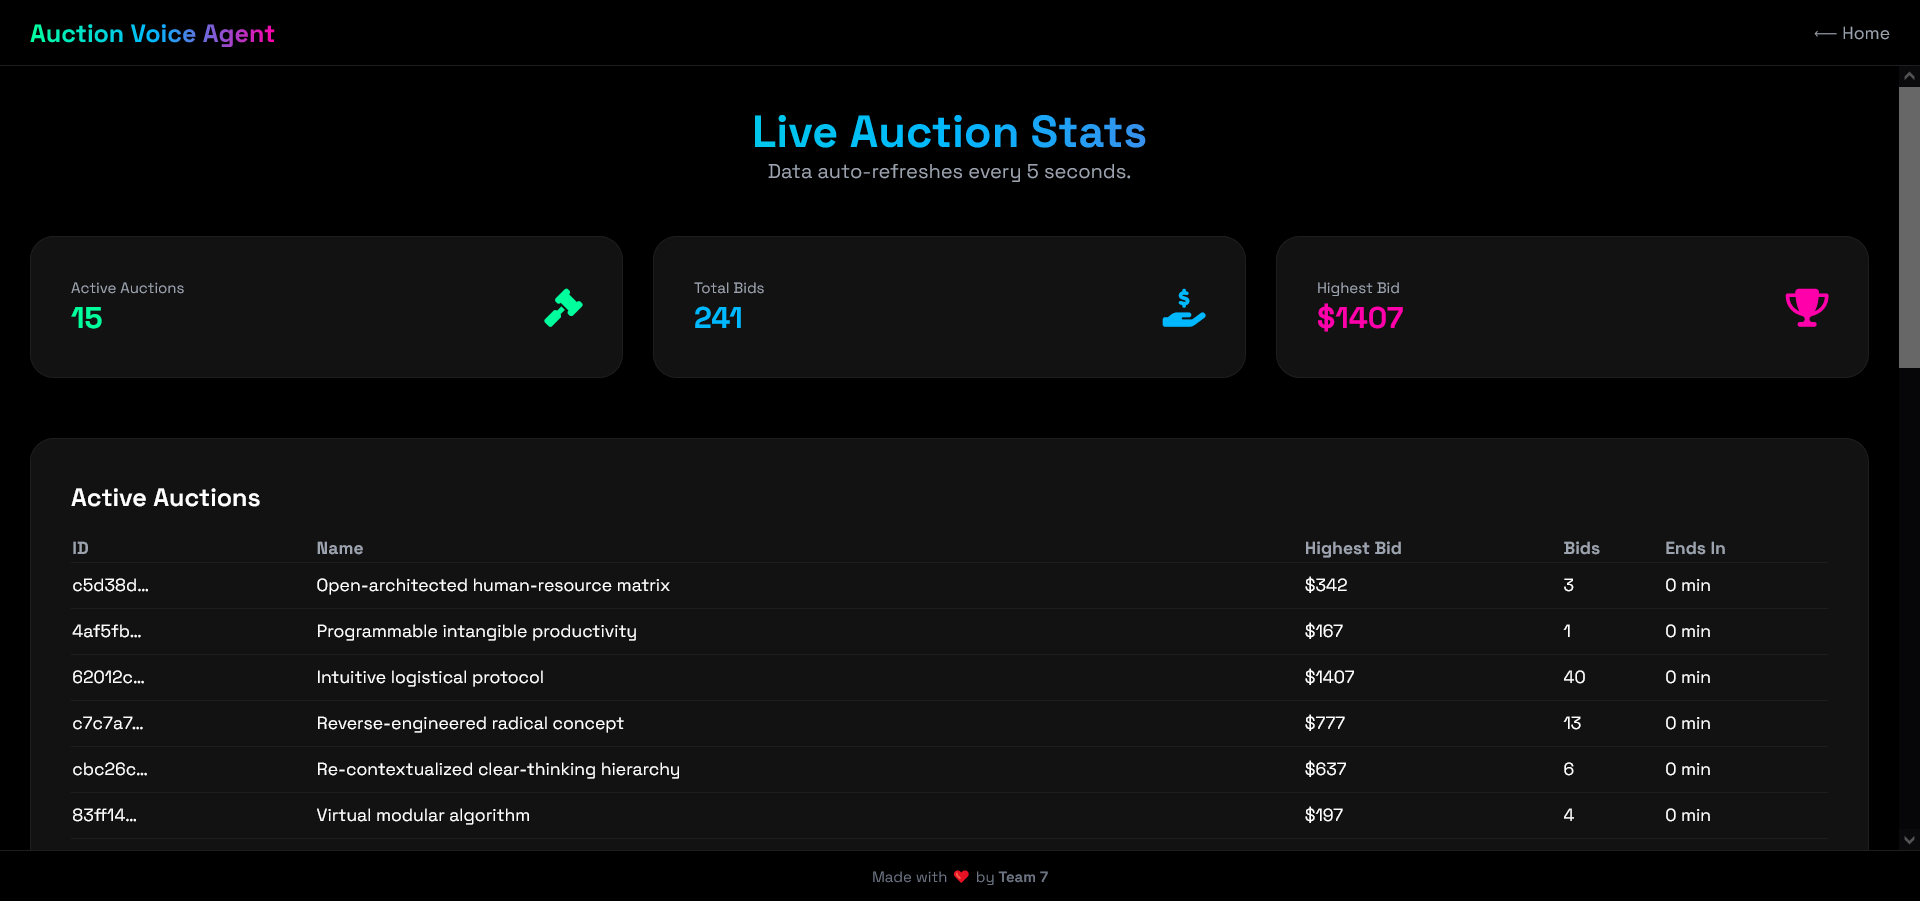 Auction Voice Agent
⟵ Home
Live Auction Stats
Data auto-refreshes every 5 seconds.
Active Auctions
15
Total Bids
241
Highest Bid
$1407
Active Auctions
ID Name Highest Bid Bids Ends In
c5d38d... Open-architected human-resource matrix $342 3 0 min
4af5fb... Programmable intangible productivity $167 1 0 min
62012c... Intuitive logistical protocol $1407 40 0 min
c7c7a7... Reverse-engineered radical concept $777 13 0 min
cbc26c... Re-contextualized clear-thinking hierarchy $637 6 0 min
83ff14... Virtual modular algorithm $197 4 0 min
Made with ❤️ by Team 7